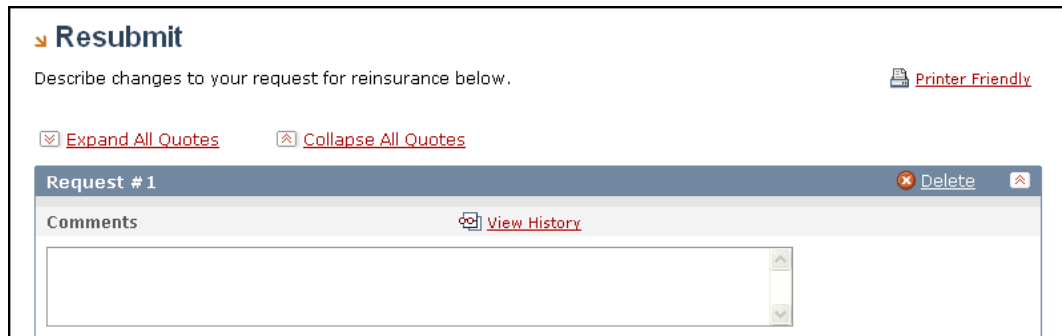 Resubmit
Describe changes to your request for reinsurance below.
Printer Friendly
Expand All Quotes
Collapse All Quotes
Request #1
Delete
Comments
View History